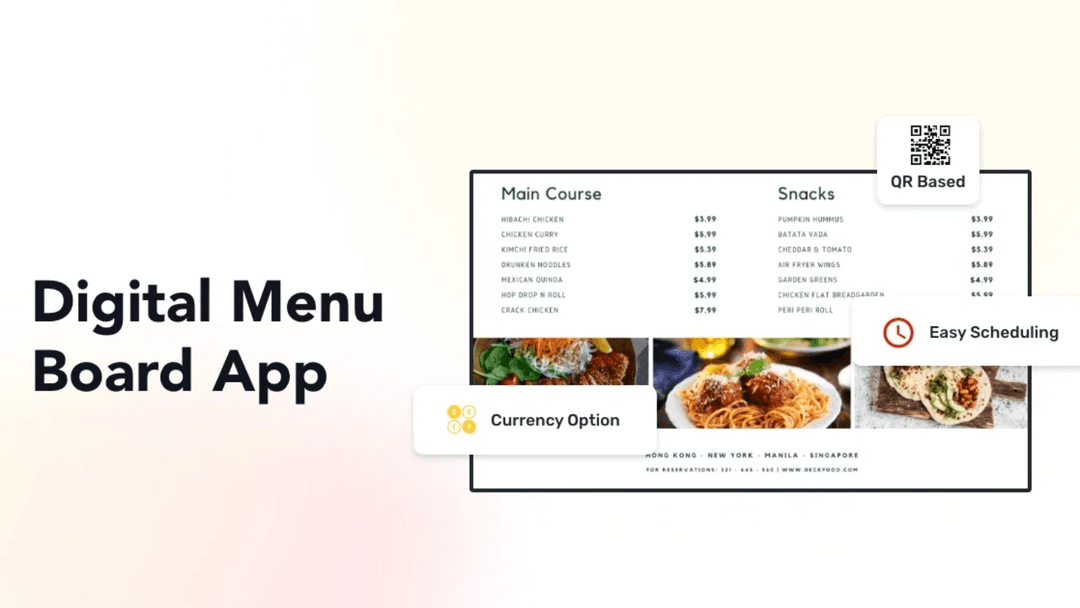 Digital Menu
Board App
QR Based
Main Course
HIBACHI CHICKEN $3.99
CHICKEN CURRY $5.99
KIMCHI FRIED RICE $5.39
DRUNKEN NOODLES $5.89
MEXICAN QUINOA $4.99
HOP DROP N ROLL $5.99
CRACK CHICKEN $7.99
Snacks
PUMPKIN HUMMUS $3.99
BATATA VADA $5.99
CHEDDAR & TOMATO $5.39
AIR FRYER WINGS $5.89
GARDEN GREENS $4.99
CHICKEN FLAT BREADGARDEN $5.99
PERI PERI ROLL
Easy Scheduling
Currency Option
HONG KONG - NEW YORK - MANILA - SINGAPORE
FOR RESERVATIONS: 321 - 645 - 560 | WWW.DECKFOOD.COM